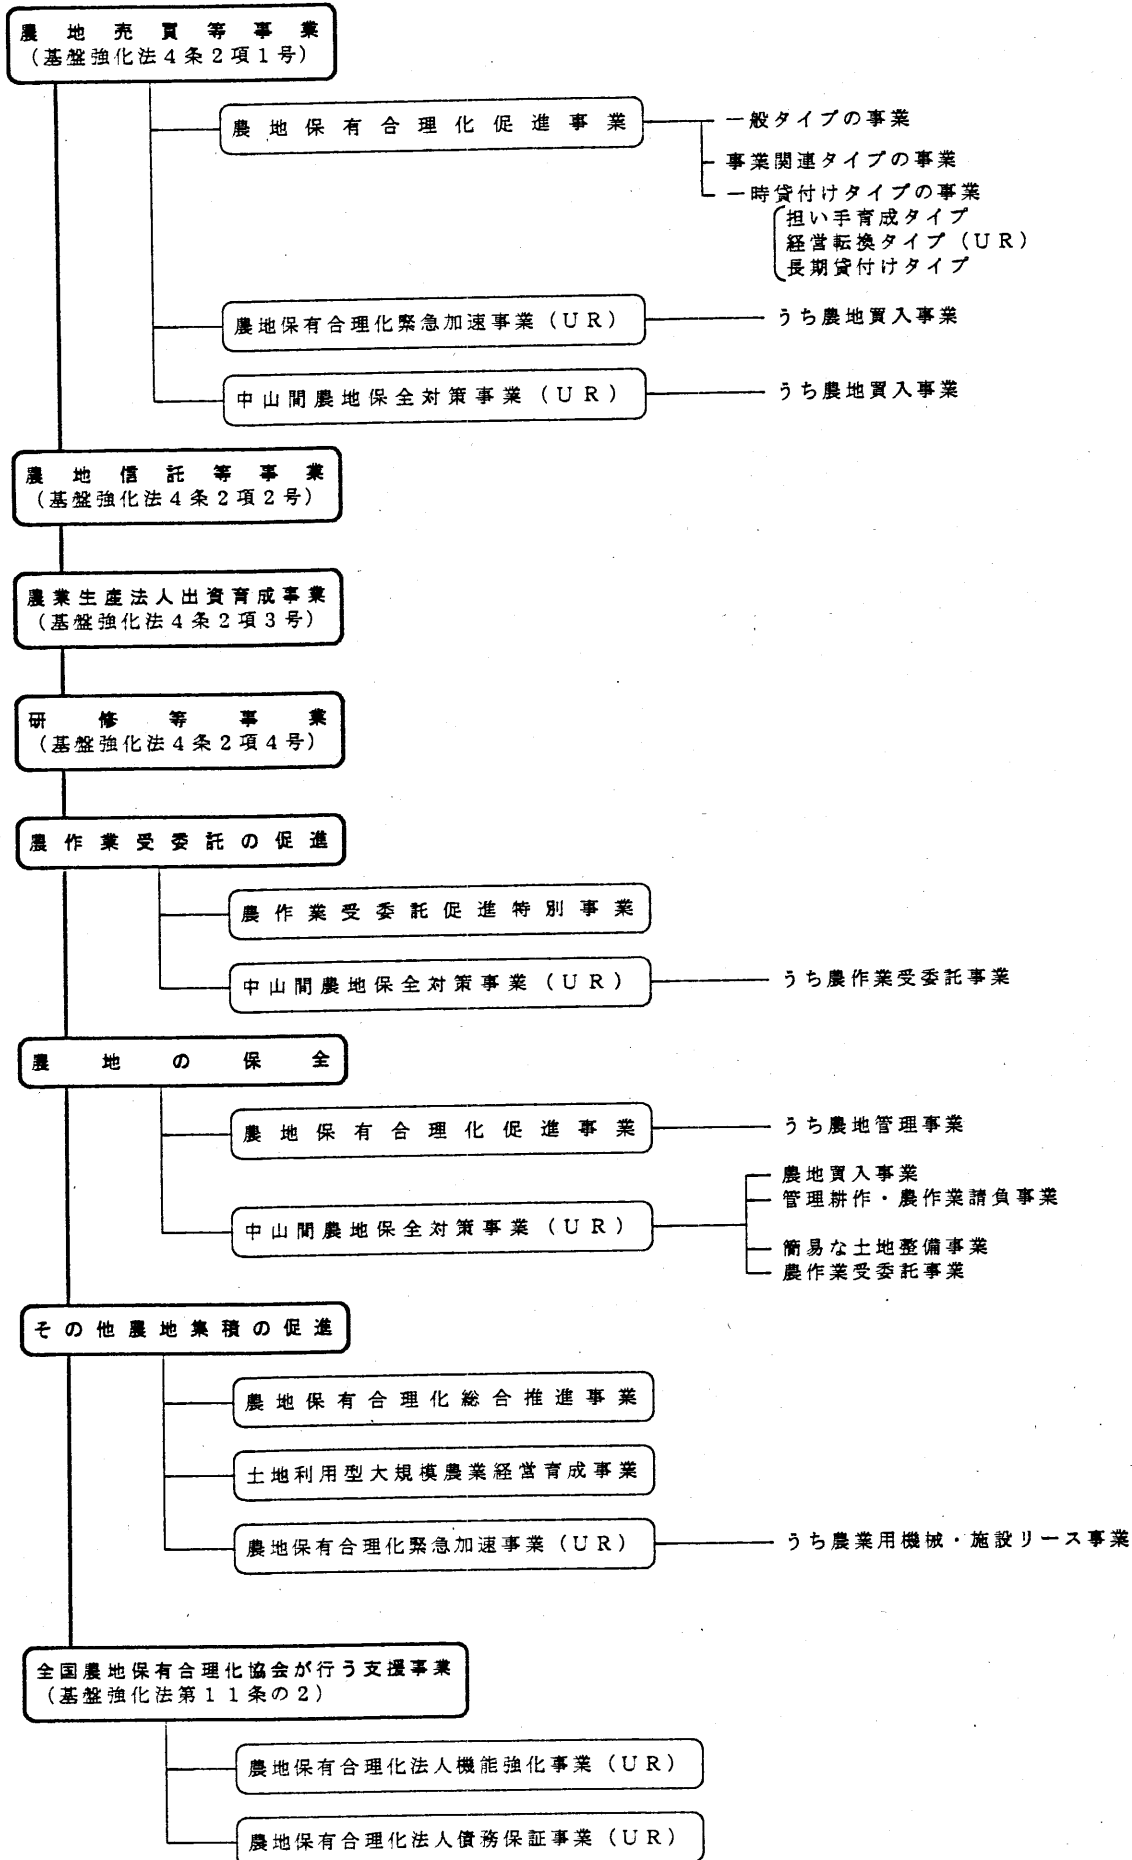 農地売買等事業
（基盤強化法４条２項１号）
農地保有合理化促進事業
一般タイプの事業
事業関連タイプの事業
一時貸付けタイプの事業
担い手育成タイプ
経営転換タイプ（ＵＲ）
長期貸付けタイプ
農地保有合理化緊急加速事業（ＵＲ）
うち農地買入事業
中山間農地保全対策事業（ＵＲ）
うち農地買入事業
農地信託等事業
（基盤強化法４条２項２号）
農業生産法人出資育成事業
（基盤強化法４条２項３号）
研修等事業
（基盤強化法４条２項４号）
農作業受委託の促進
農作業受委託促進特別事業
中山間農地保全対策事業（ＵＲ）
うち農作業受委託事業
農地の保全
農地保有合理化促進事業
うち農地管理事業
中山間農地保全対策事業（ＵＲ）
農地買入事業
管理耕作・農作業請負事業
簡易な土地整備事業
農作業受委託事業
その他農地集積の促進
農地保有合理化総合推進事業
土地利用型大規模農業経営育成事業
農地保有合理化緊急加速事業（ＵＲ）
うち農業用機械・施設リース事業
全国農地保有合理化協会が行う支援事業
（基盤強化法第１１条の２）
農地保有合理化法人機能強化事業（ＵＲ）
農地保有合理化法人債務保証事業（ＵＲ）